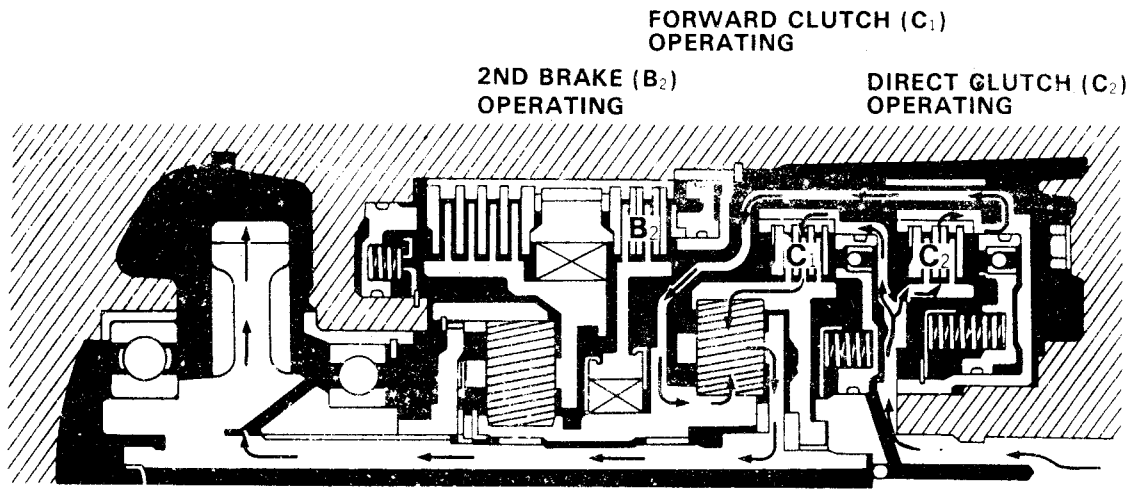 FORWARD CLUTCH (C1)
OPERATING
2ND BRAKE (B2)
OPERATING
DIRECT CLUTCH (C2)
OPERATING
B2
C1
C2